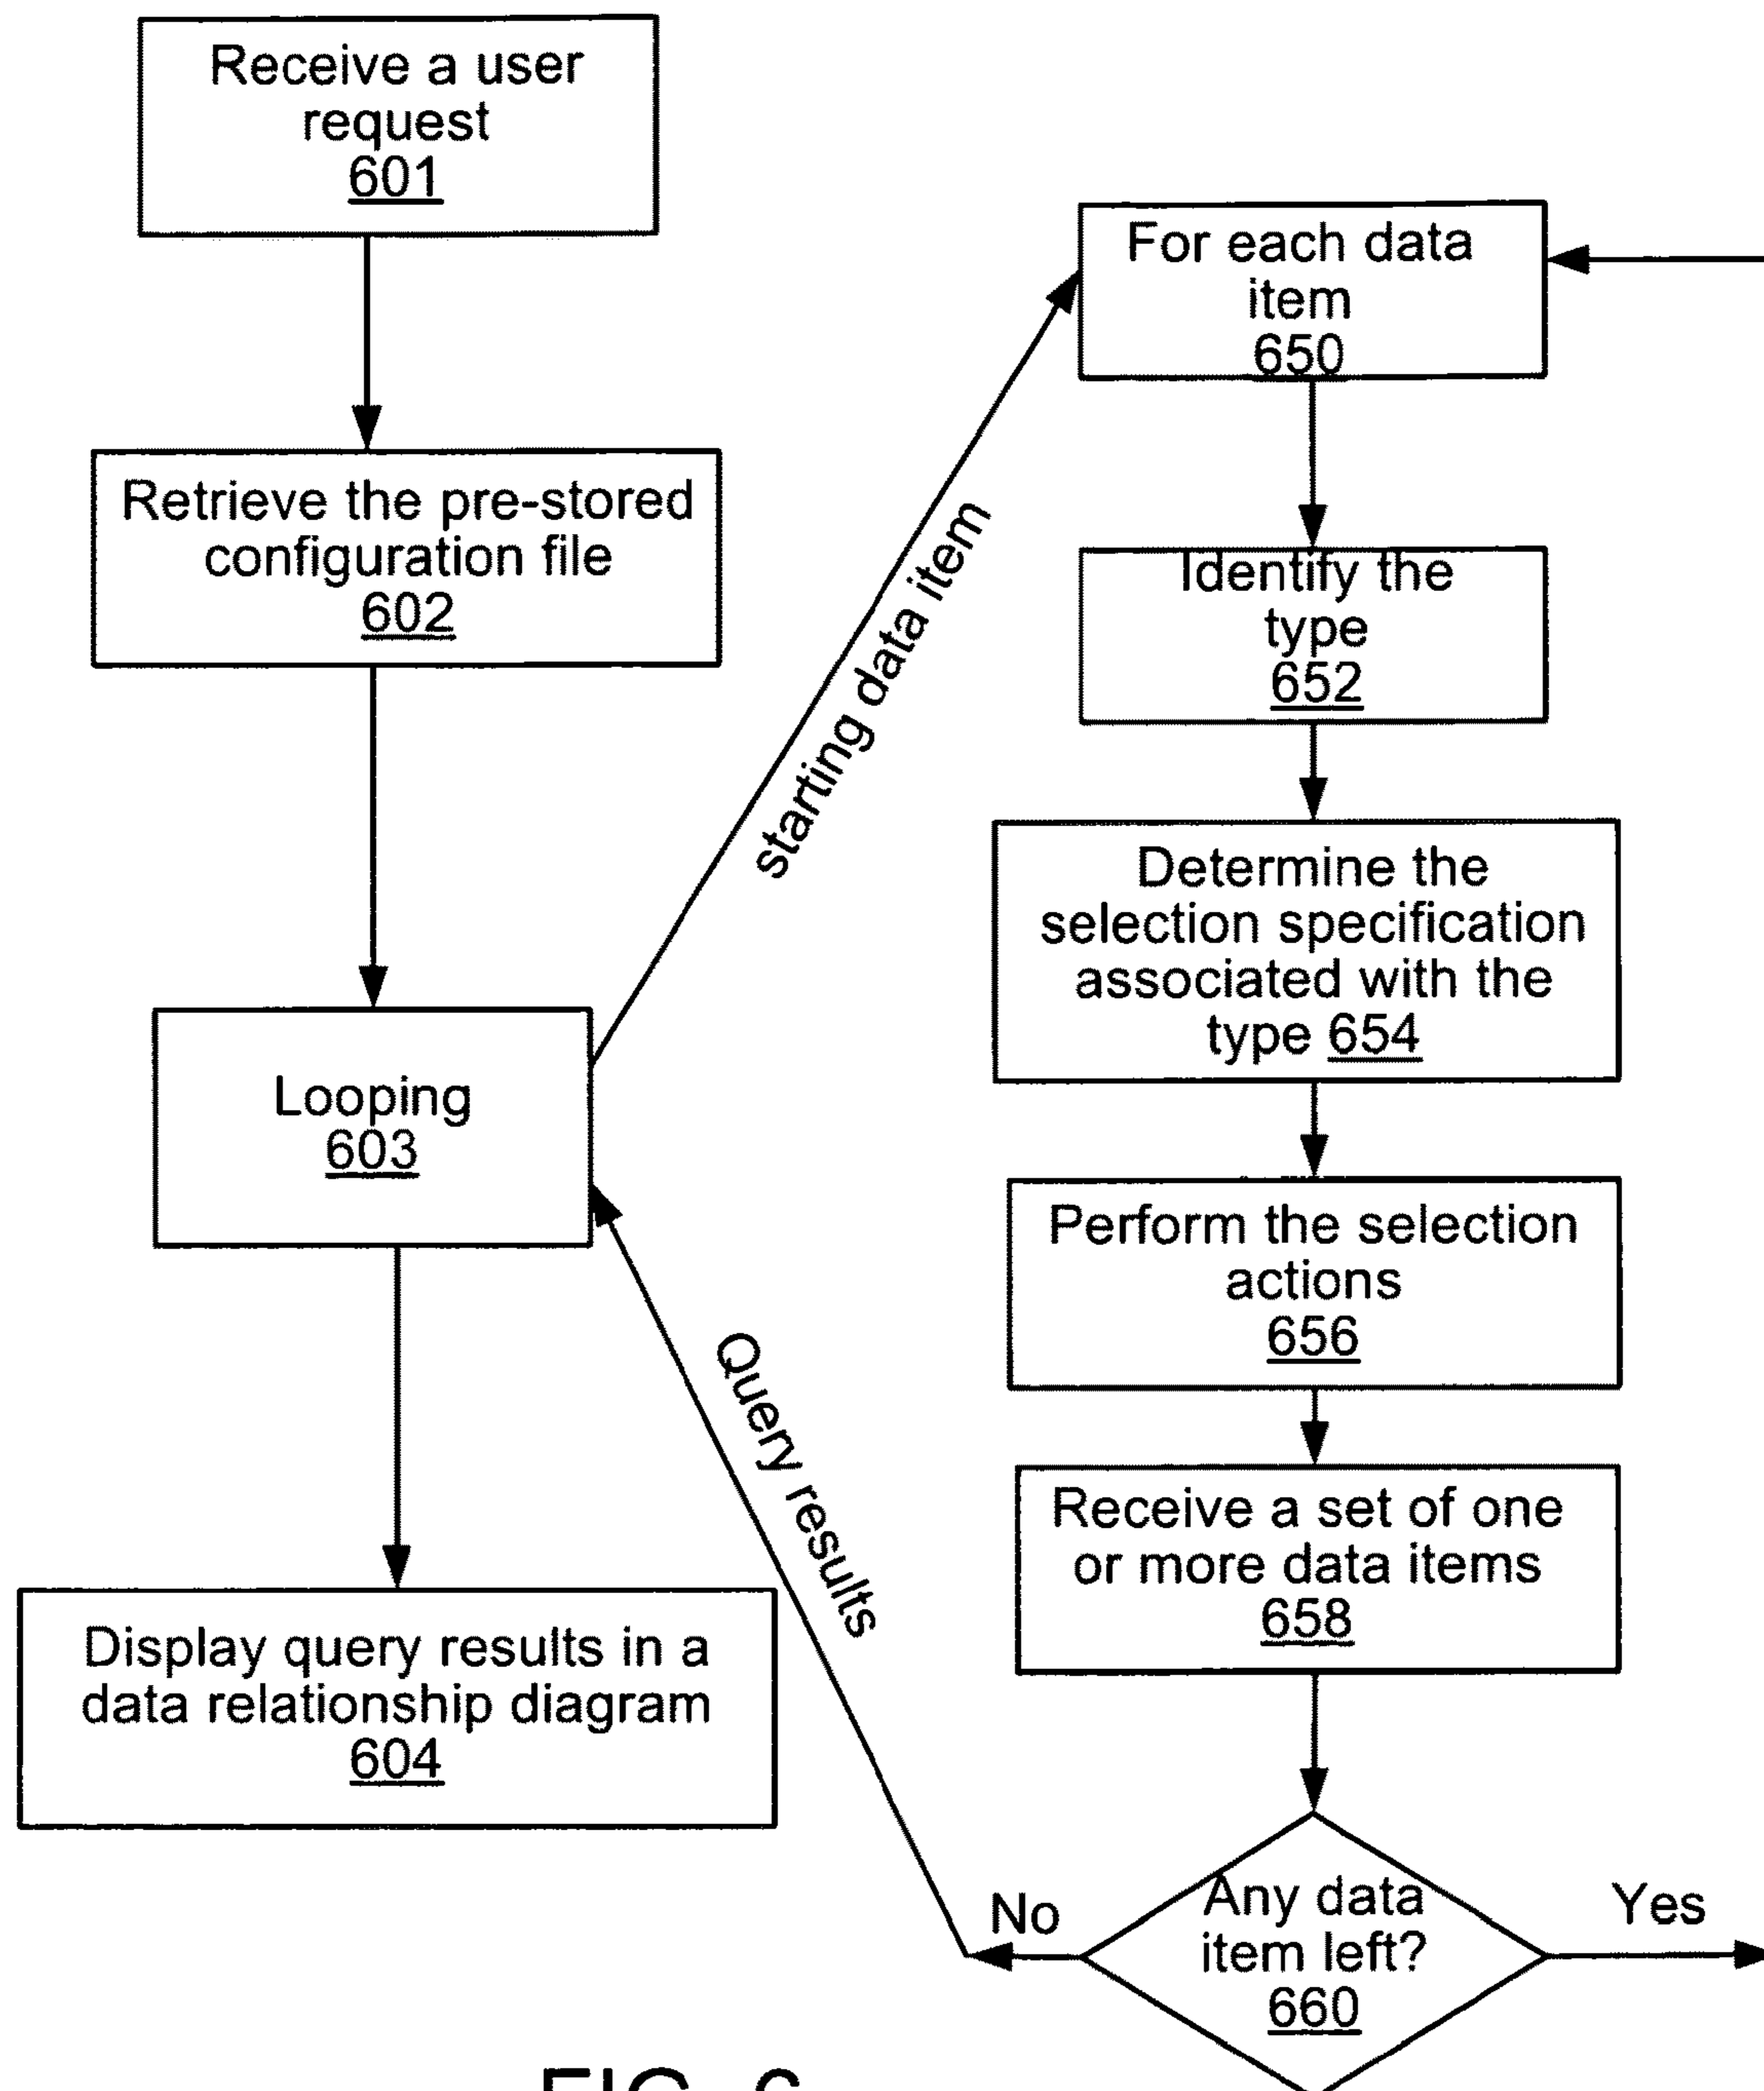 Receive a user
request
601
Retrieve the pre-stored
configuration file
602
Looping
603
Display query results in a
data relationship diagram
604
starting data item
Query results
For each data
item
650
Identify the
type
652
Determine the
selection specification
associated with the
type 654
Perform the selection
actions
656
Receive a set of one
or more data items
658
Any data
item left?
660
No
Yes
FIG. 6